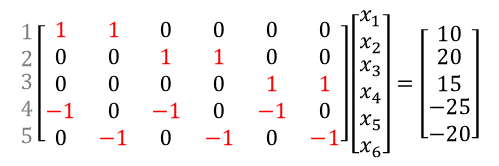 1 1 1 0 0 0 0 x₁ 10
2 0 0 1 1 0 0 x₂ 20
3 0 0 0 0 1 1 x₃ = 15
4 −1 0 −1 0 −1 0 x₄ −25
5 0 −1 0 −1 0 −1 x₅ −20
x₆